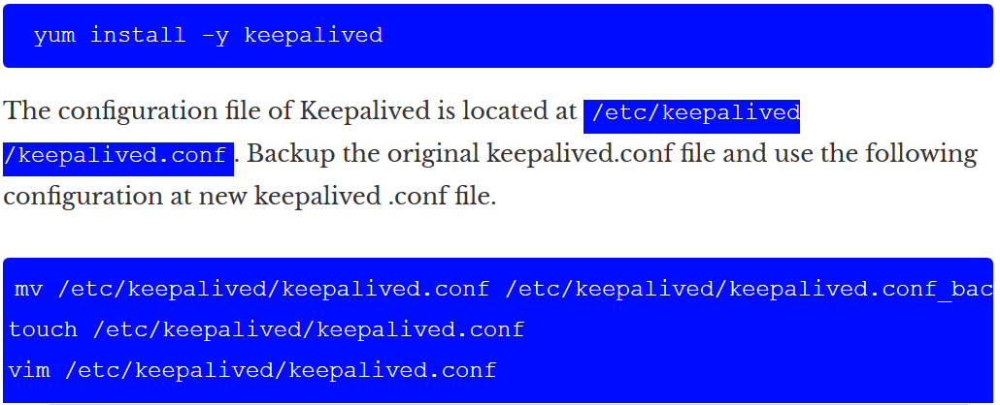 yum install -y keepalived
The configuration file of Keepalived is located at /etc/keepalived
/keepalived.conf . Backup the original keepalived.conf file and use the following
configuration at new keepalived .conf file.
mv /etc/keepalived/keepalived.conf /etc/keepalived/keepalived.conf_bac
touch /etc/keepalived/keepalived.conf
vim /etc/keepalived/keepalived.conf